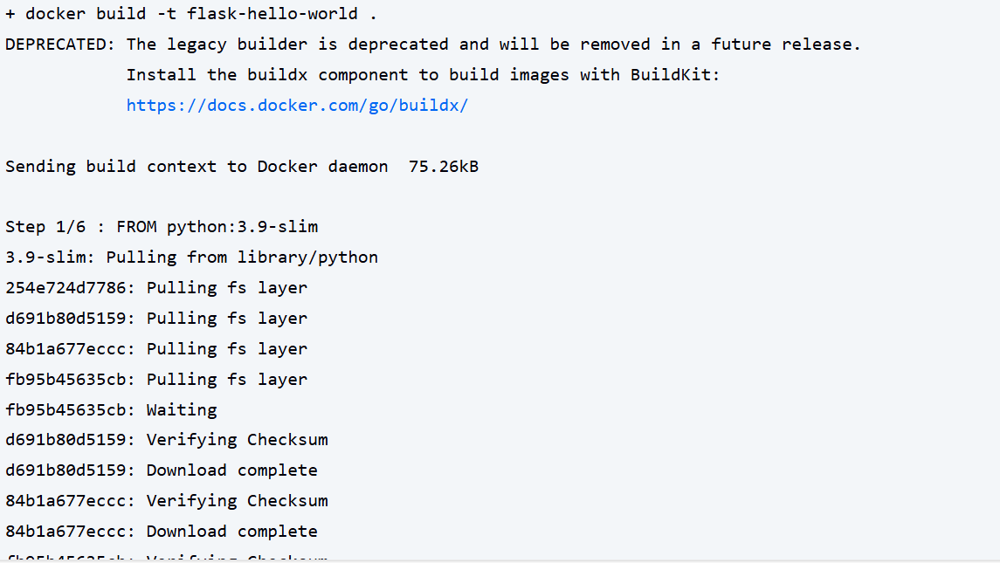 + docker build -t flask-hello-world .
DEPRECATED: The legacy builder is deprecated and will be removed in a future release.
Install the buildx component to build images with BuildKit:
https://docs.docker.com/go/buildx/
Sending build context to Docker daemon  75.26kB
Step 1/6 : FROM python:3.9-slim
3.9-slim: Pulling from library/python
254e724d7786: Pulling fs layer
d691b80d5159: Pulling fs layer
84b1a677eccc: Pulling fs layer
fb95b45635cb: Pulling fs layer
fb95b45635cb: Waiting
d691b80d5159: Verifying Checksum
d691b80d5159: Download complete
84b1a677eccc: Verifying Checksum
84b1a677eccc: Download complete
fb95b45635cb: Verifying Checksum